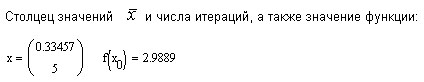 Столбец значений x̅ и числа итераций, а также значение функции:
x = ( 0.33457 5 ) f(x₀) = 2.9889